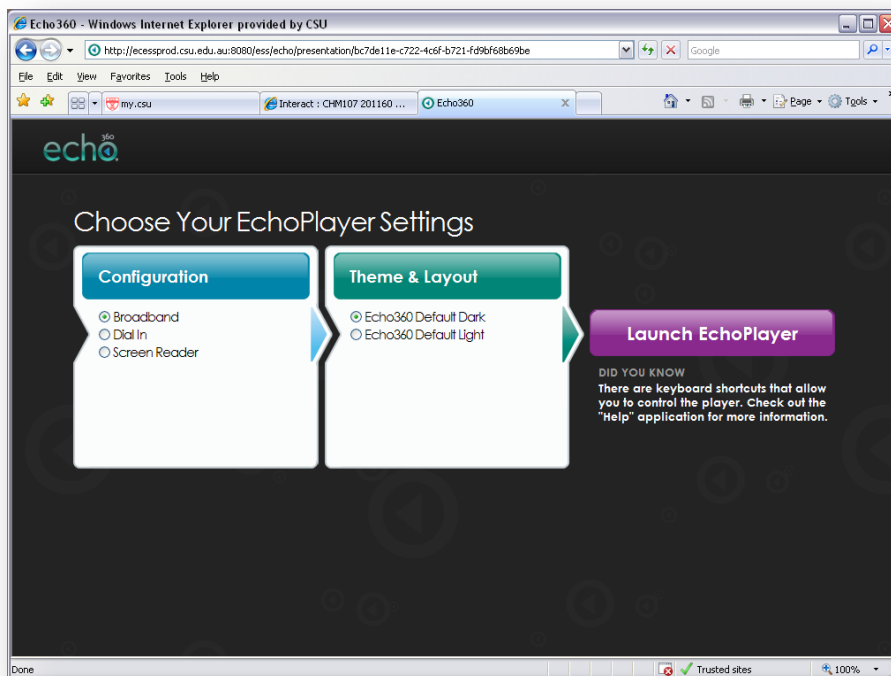 Echo360 - Windows Internet Explorer provided by CSU
http://ecessprod.csu.edu.au:8080/ess/echo/presentation/bc7de11e-c722-4c6f-b721-fd9bf68b69be
Google
File Edit View Favorites Tools Help
my.csu
Interact : CHM107 201160 ...
Echo360
Page
Tools
echo360
Choose Your EchoPlayer Settings
Configuration
Broadband
Dial In
Screen Reader
Theme & Layout
Echo360 Default Dark
Echo360 Default Light
Launch EchoPlayer
DID YOU KNOW
There are keyboard shortcuts that allow
you to control the player. Check out the
"Help" application for more information.
Done
Trusted sites
100%